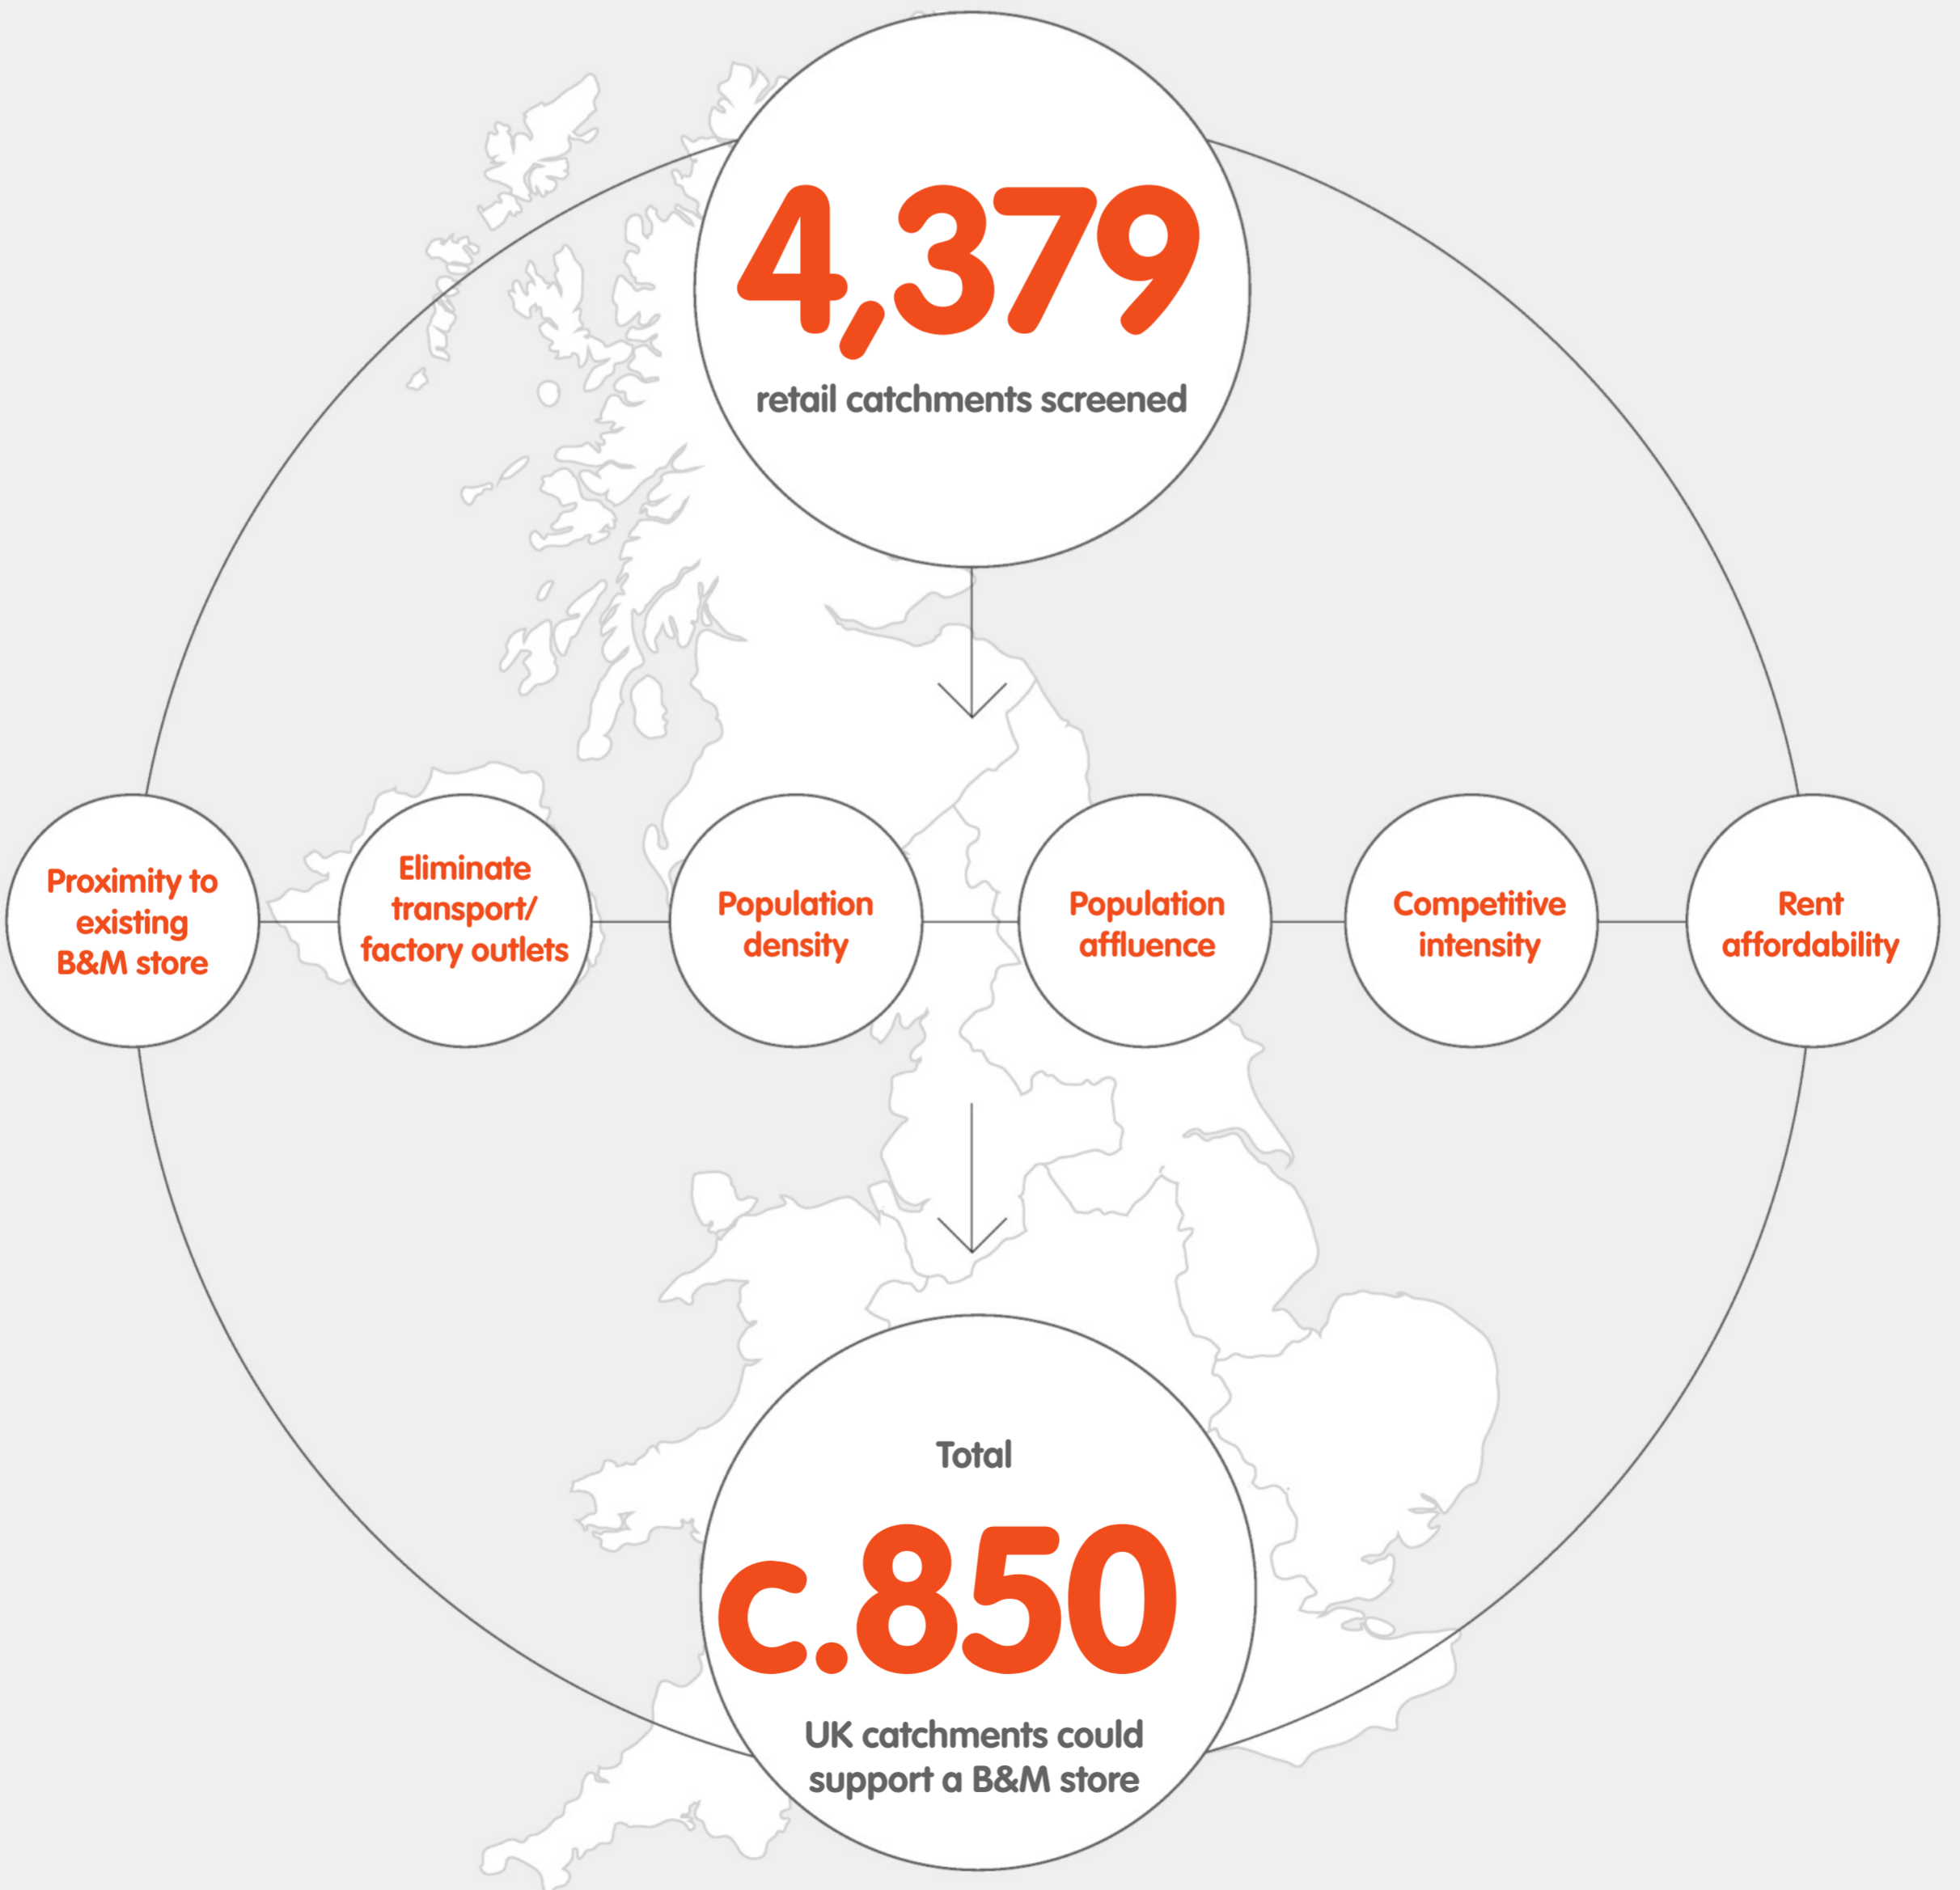 4,379
retail catchments screened
Proximity to
existing
B&M store
Eliminate
transport/
factory outlets
Population
density
Population
affluence
Competitive
intensity
Rent
affordability
Total
c.850
UK catchments could
support a B&M store